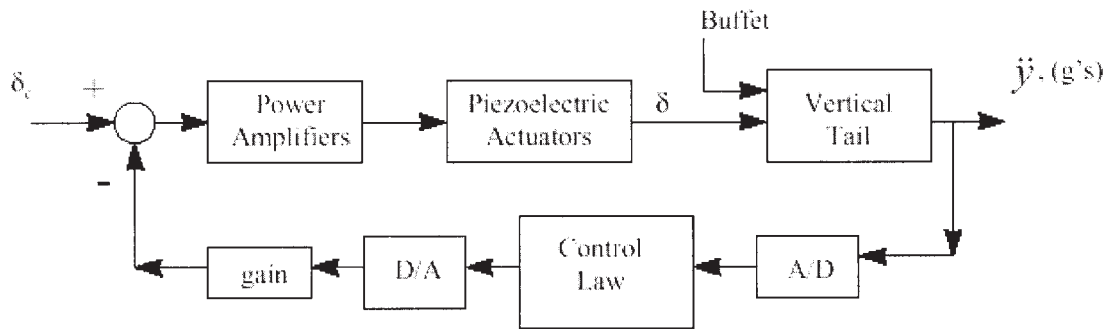 Buffet
δc
+
Power
Amplifiers
Piezoelectric
Actuators
δ
Vertical
Tail
ÿ, (g's)
-
gain
D/A
Control
Law
A/D